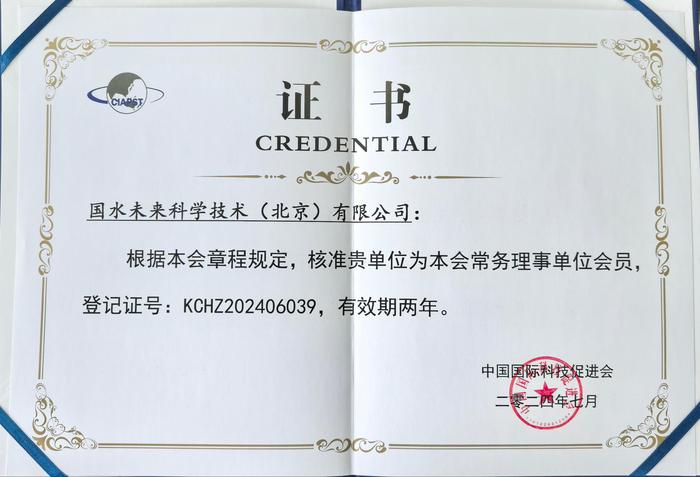 CIAPST
证 书
CREDENTIAL
国水未来科学技术（北京）有限公司：
根据本会章程规定，核准贵单位为本会常务理事单位会员，
登记证号：KCHZ202406039，有效期两年。
中国国际科技促进会
二零二四年七月